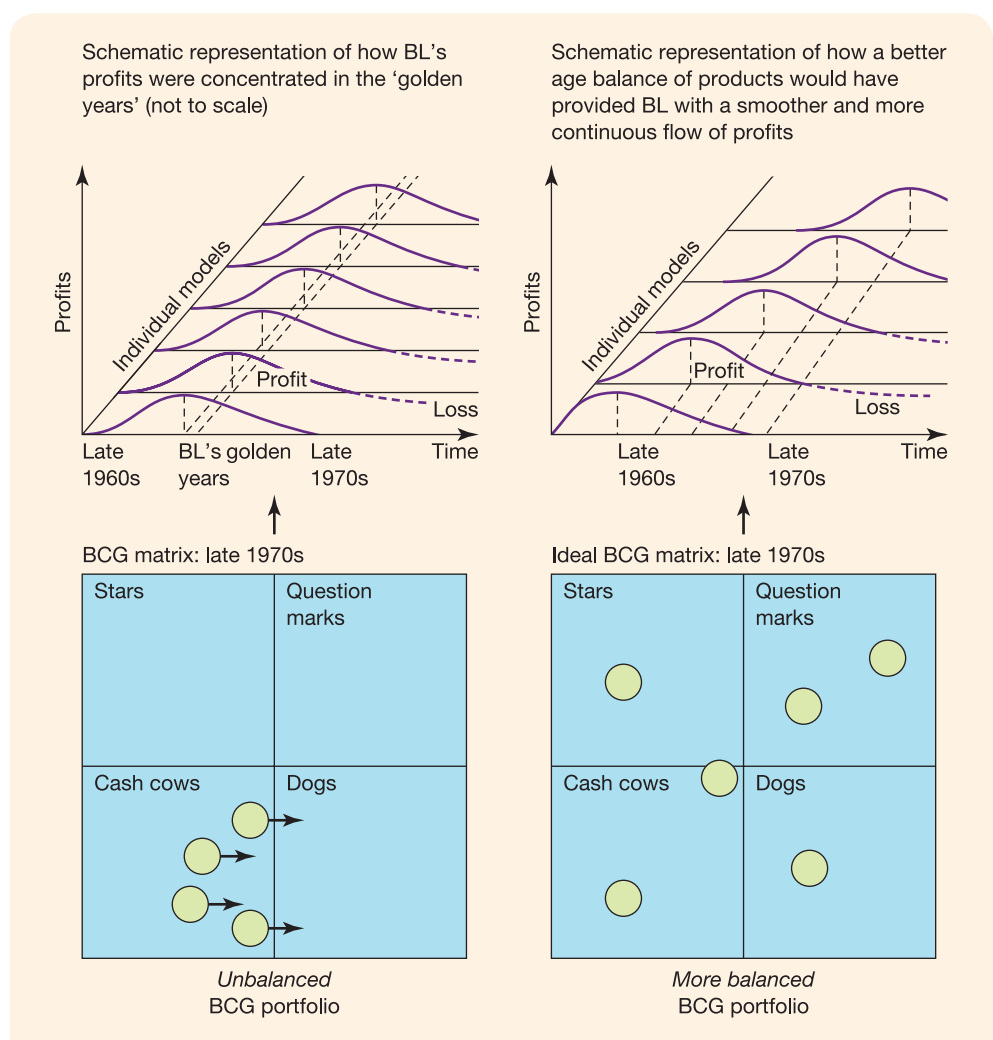 Schematic representation of how BL's
profits were concentrated in the 'golden
years' (not to scale)
Profits
Individual models
Profit
Loss
Late
1960s
BL's golden
years
Late
1970s
Time
BCG matrix: late 1970s
Stars
Question
marks
Cash cows
Dogs
Unbalanced
BCG portfolio
Schematic representation of how a better
age balance of products would have
provided BL with a smoother and more
continuous flow of profits
Profits
Individual models
Profit
Loss
Late
1960s
Late
1970s
Time
Ideal BCG matrix: late 1970s
Stars
Question
marks
Cash cows
Dogs
More balanced
BCG portfolio